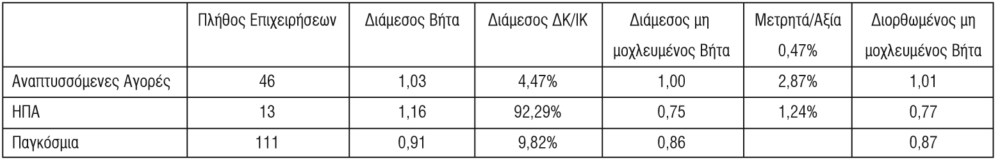 Πλήθος Επιχειρήσεων Διάμεσος Βήτα Διάμεσος ΔΚ/ΙΚ Διάμεσος μη Μετρητά/Αξία Διορθωμένος μη
μοχλευμένος Βήτα 0,47% μοχλευμένος Βήτα
Αναπτυσσόμενες Αγορές 46 1,03 4,47% 1,00 2,87% 1,01
ΗΠΑ 13 1,16 92,29% 0,75 1,24% 0,77
Παγκόσμια 111 0,91 9,82% 0,86 0,87